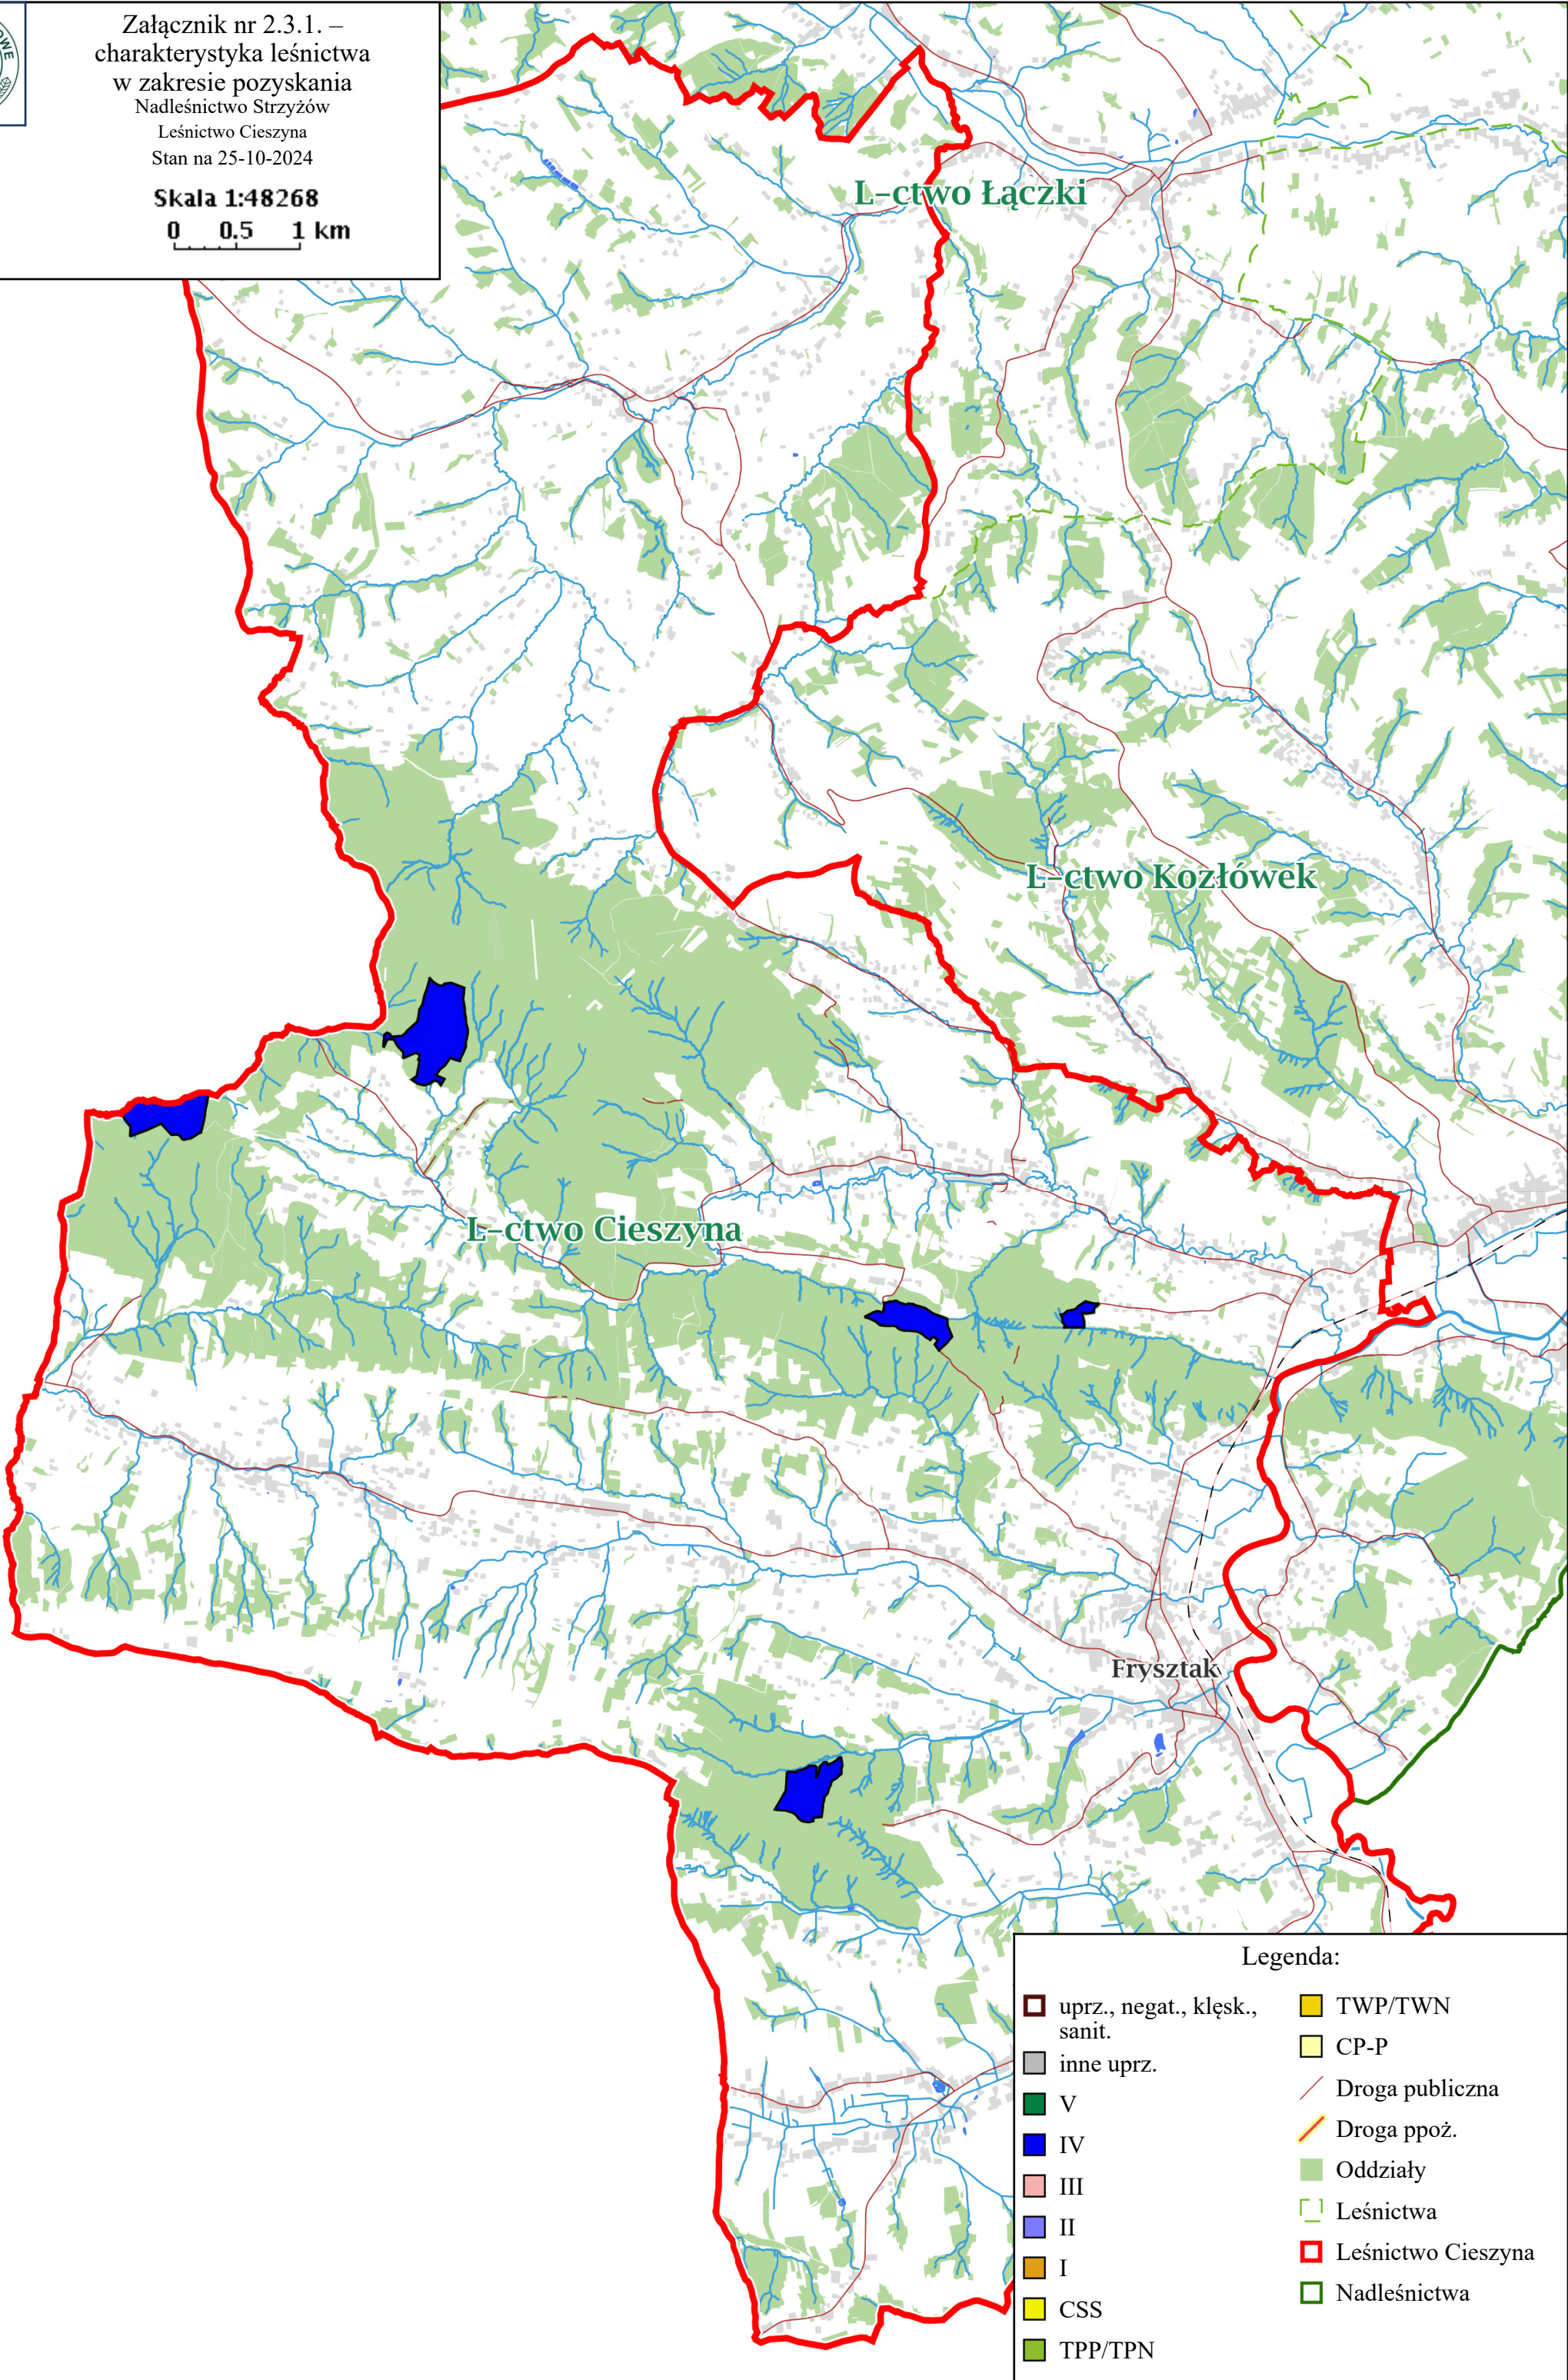 OWE
Załącznik nr 2.3.1. –
charakterystyka leśnictwa
w zakresie pozyskania
Nadleśnictwo Strzyżów
Leśnictwo Cieszyna
Stan na 25-10-2024
Skala 1:48268
0 0.5 1 km
L-ctwo Łączki
L-ctwo Kozłówek
L-ctwo Cieszyna
Frysztak
Legenda:
uprz., negat., klęsk.,
sanit.
inne uprz.
V
IV
III
II
I
CSS
TPP/TPN
TWP/TWN
CP-P
Droga publiczna
Droga ppoż.
Oddziały
Leśnictwa
Leśnictwo Cieszyna
Nadleśnictwa